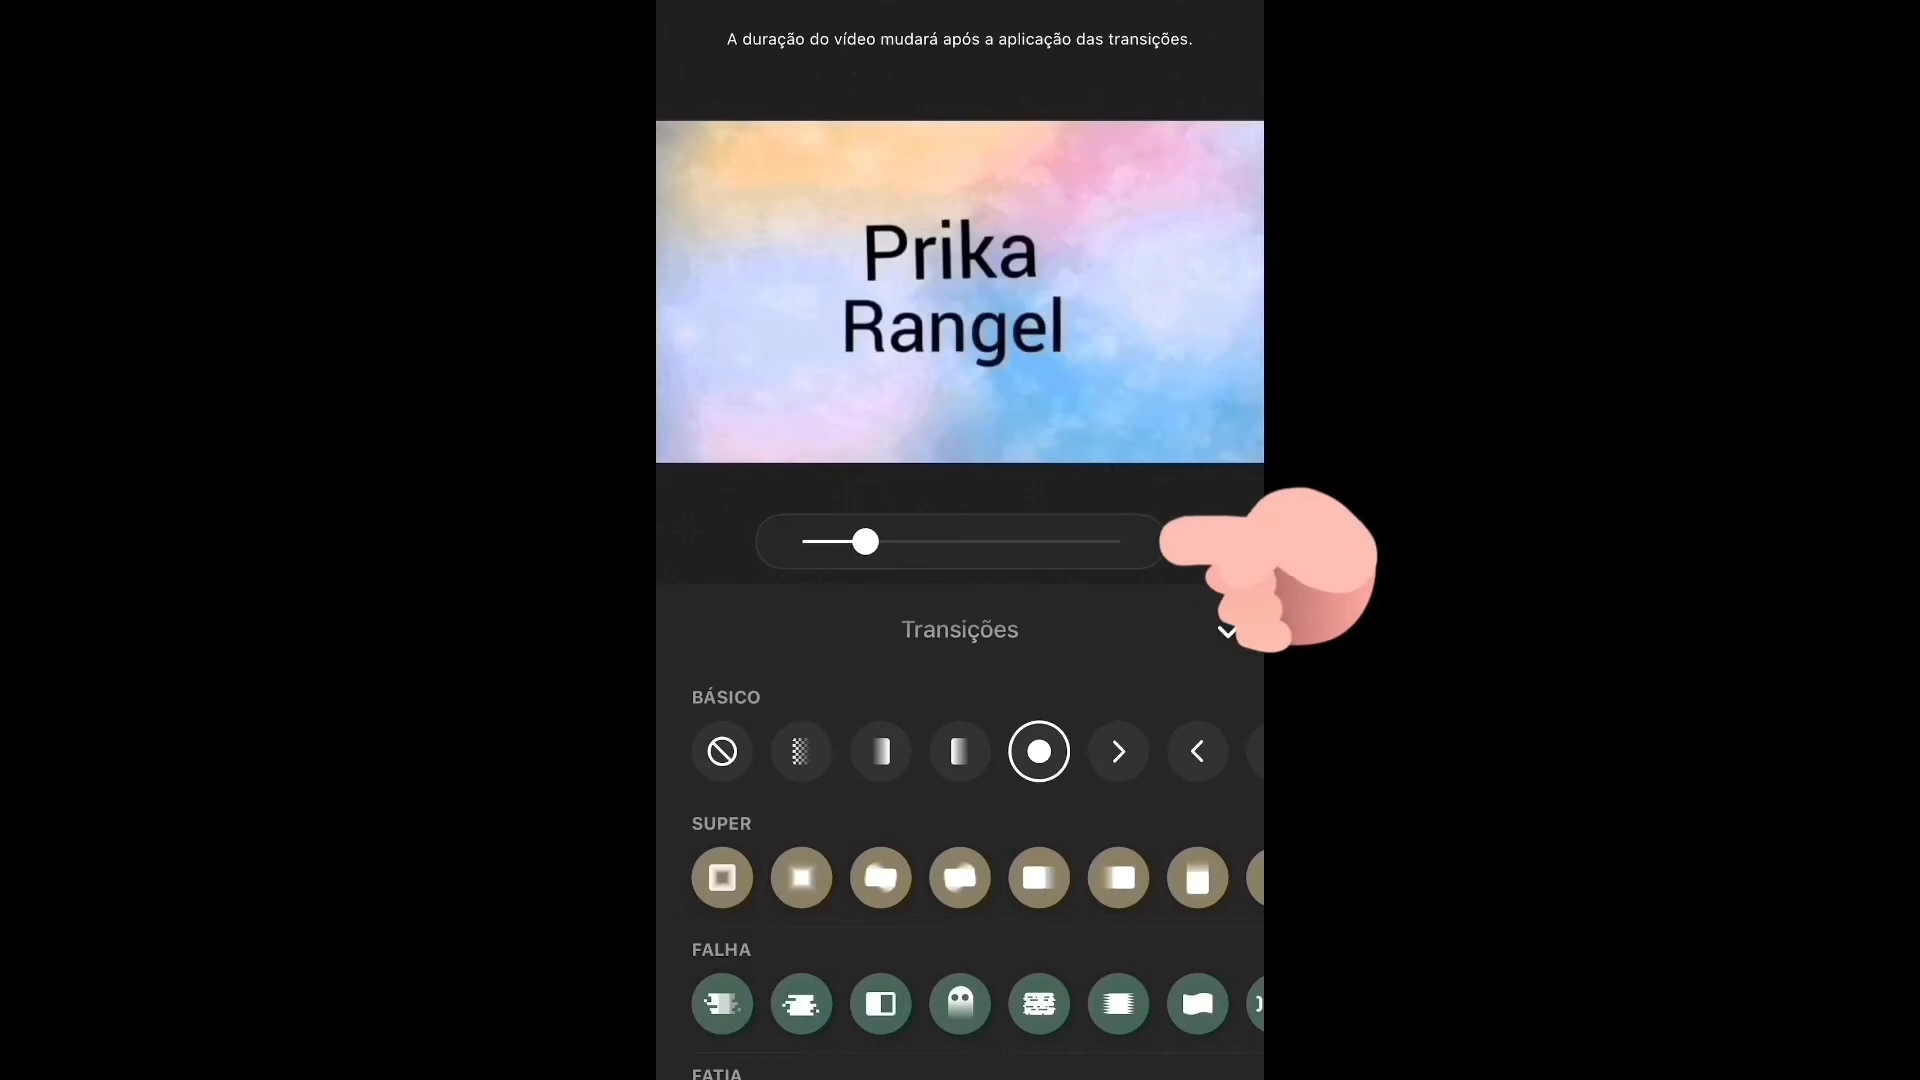 A duração do vídeo mudará após a aplicação das transições.
Prika
Rangel
Transições
BÁSICO
SUPER
FALHA
FATIA